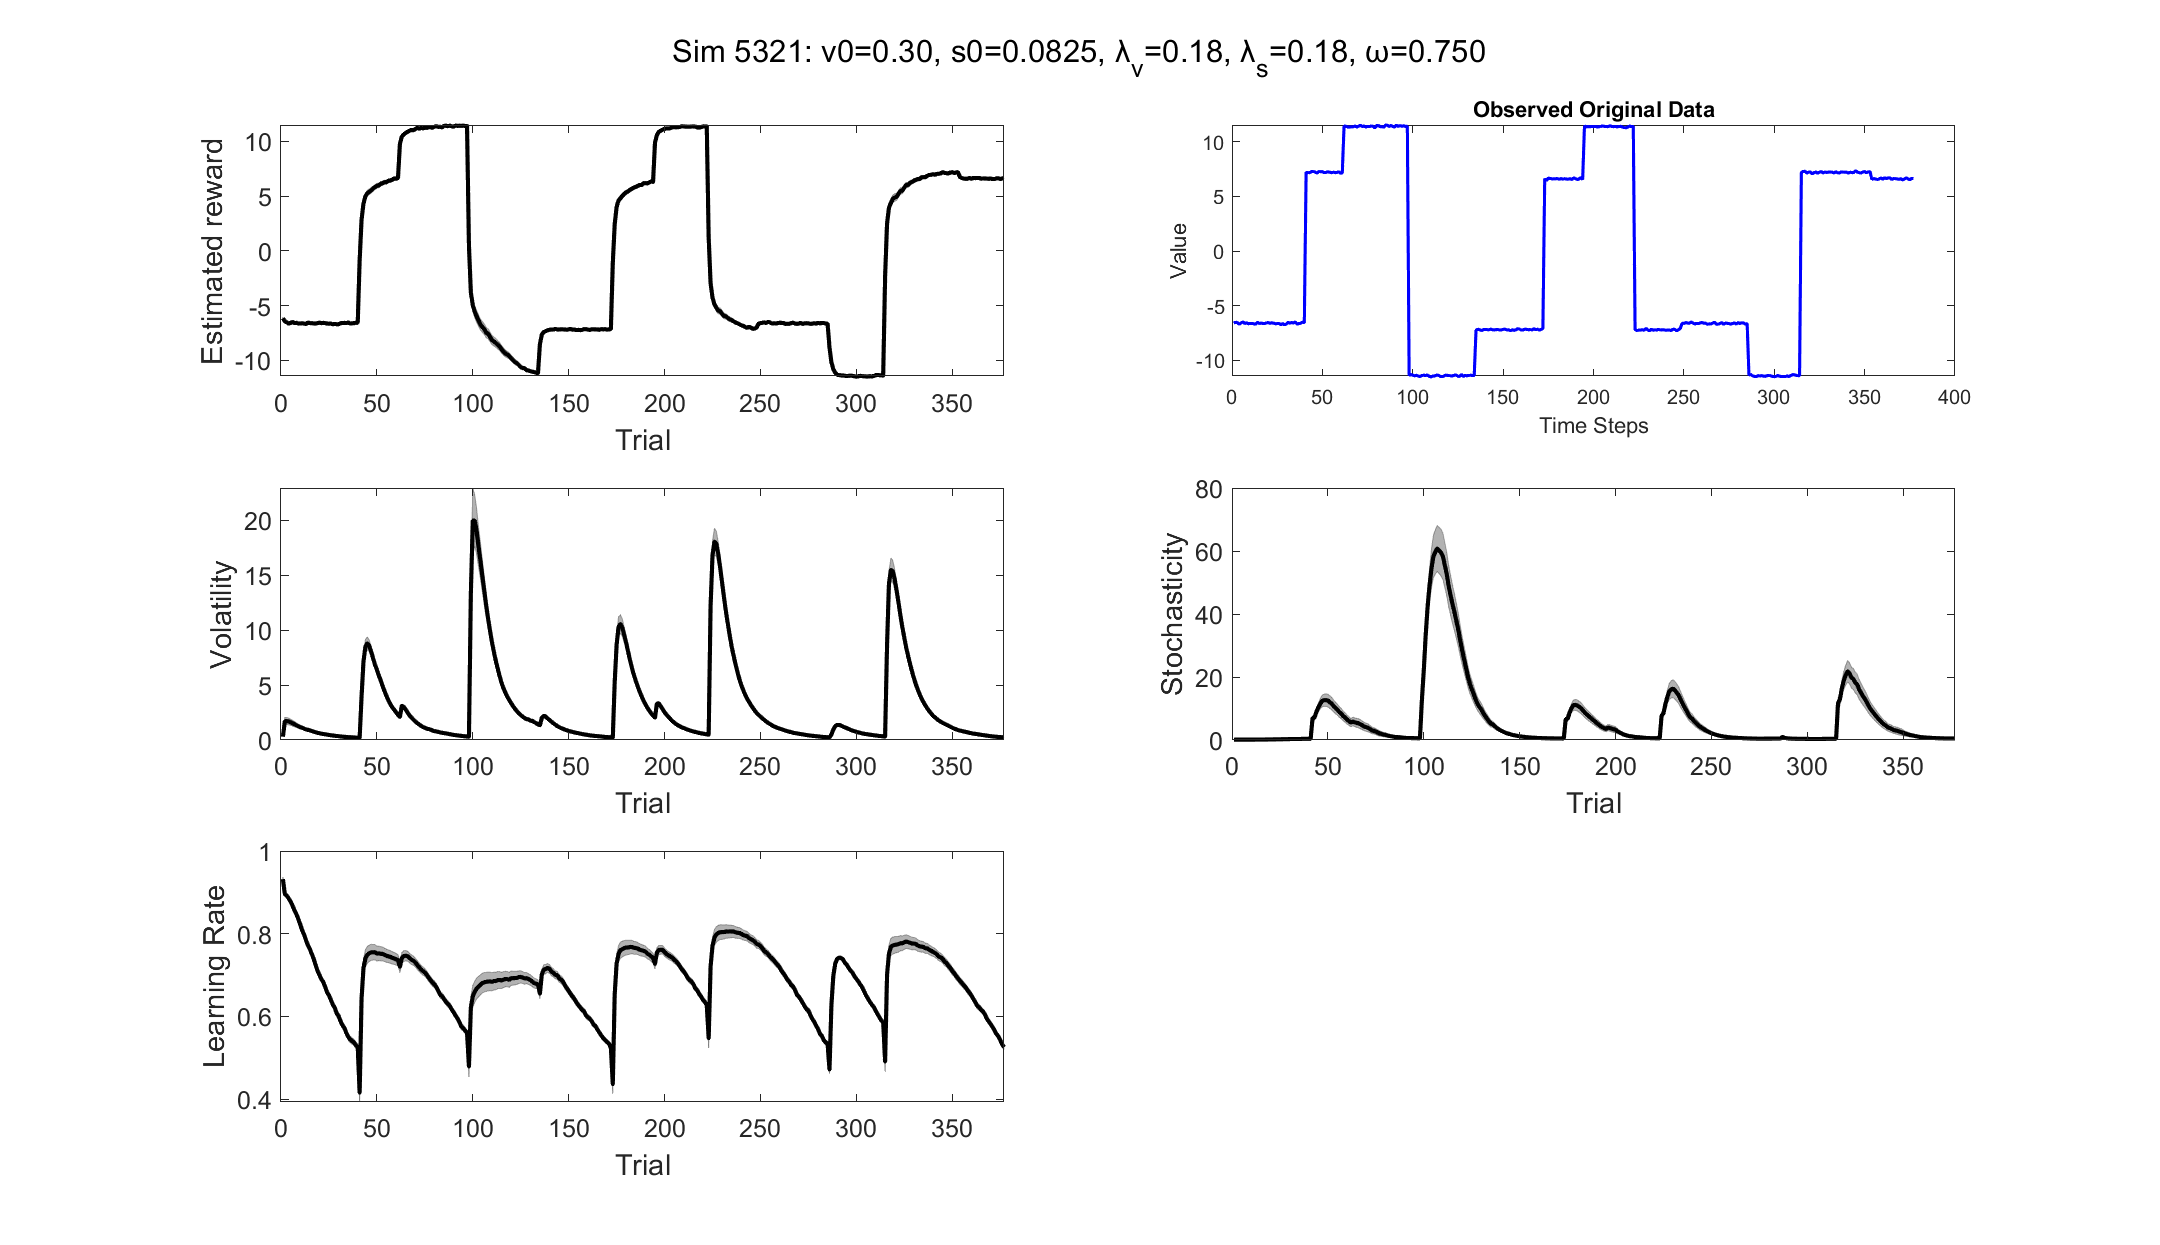 Sim 5321: v0=0.30, s0=0.0825, λv=0.18, λs=0.18, ω=0.750
Estimated reward
10
5
0
-5
-10
0 50 100 150 200 250 300 350
Trial
Observed Original Data
Value
10
5
0
-5
-10
0 50 100 150 200 250 300 350 400
Time Steps
Volatility
20
15
10
5
0
0 50 100 150 200 250 300 350
Trial
Stochasticity
80
60
40
20
0
0 50 100 150 200 250 300 350
Trial
Learning Rate
1
0.8
0.6
0.4
0 50 100 150 200 250 300 350
Trial